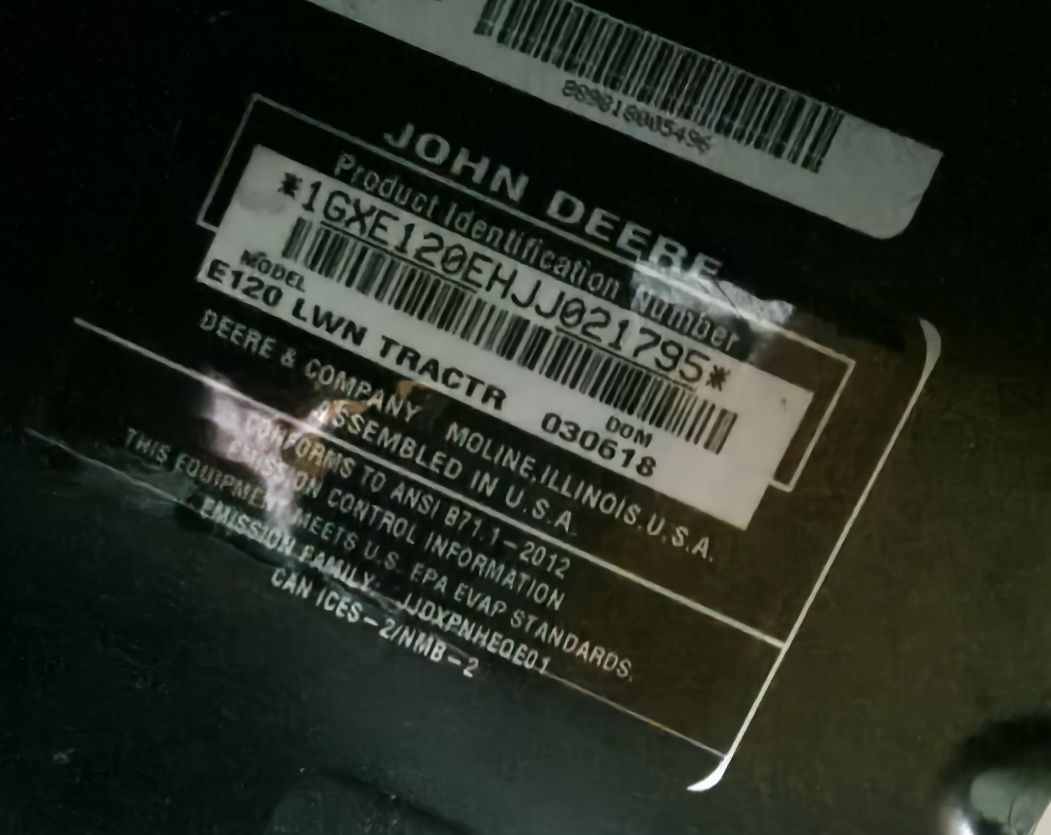 889818005496
JOHN DEERE
Product Identification Number
*1GXE120EHJJ021795*
MODEL
E120 LWN TRACTR
DOM
030618
DEERE & COMPANY MOLINE, ILLINOIS, U.S.A.
ASSEMBLED IN U.S.A.
CONFORMS TO ANSI B71.1-2012
EMISSION CONTROL INFORMATION
THIS EQUIPMENT MEETS U.S. EPA EVAP STANDARDS.
EMISSION FAMILY:
CAN ICES-2/NMB-2